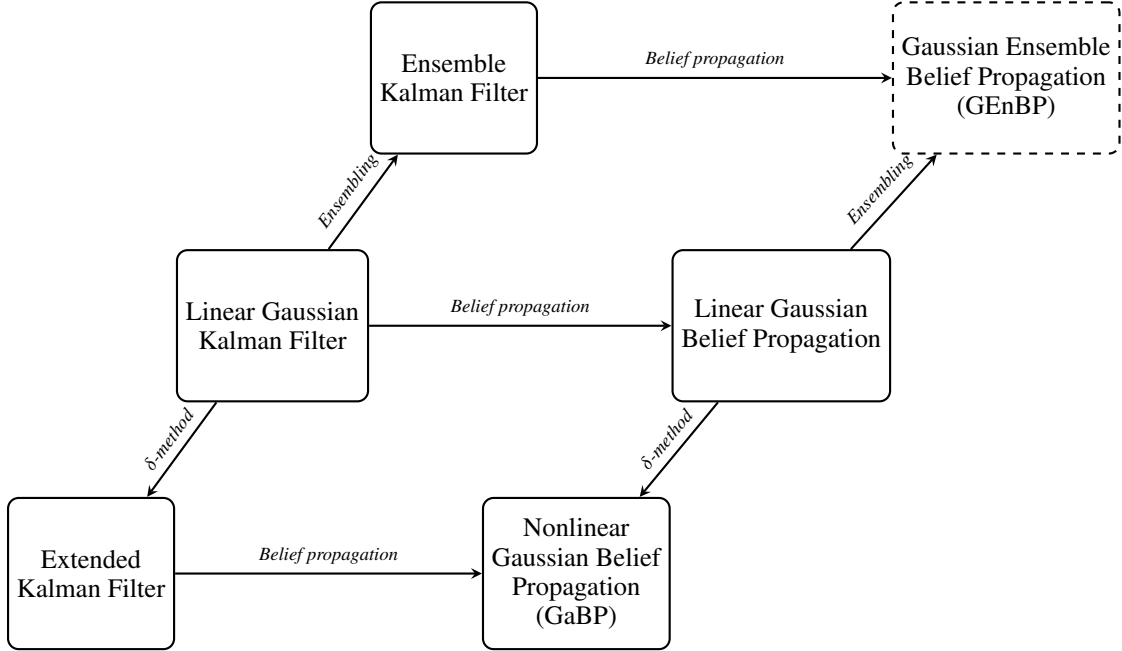 Ensemble
Kalman Filter
Belief propagation
Gaussian Ensemble
Belief Propagation
(GEnBP)
Ensembling
Ensembling
Linear Gaussian
Kalman Filter
Belief propagation
Linear Gaussian
Belief Propagation
δ-method
δ-method
Extended
Kalman Filter
Belief propagation
Nonlinear
Gaussian Belief
Propagation
(GaBP)